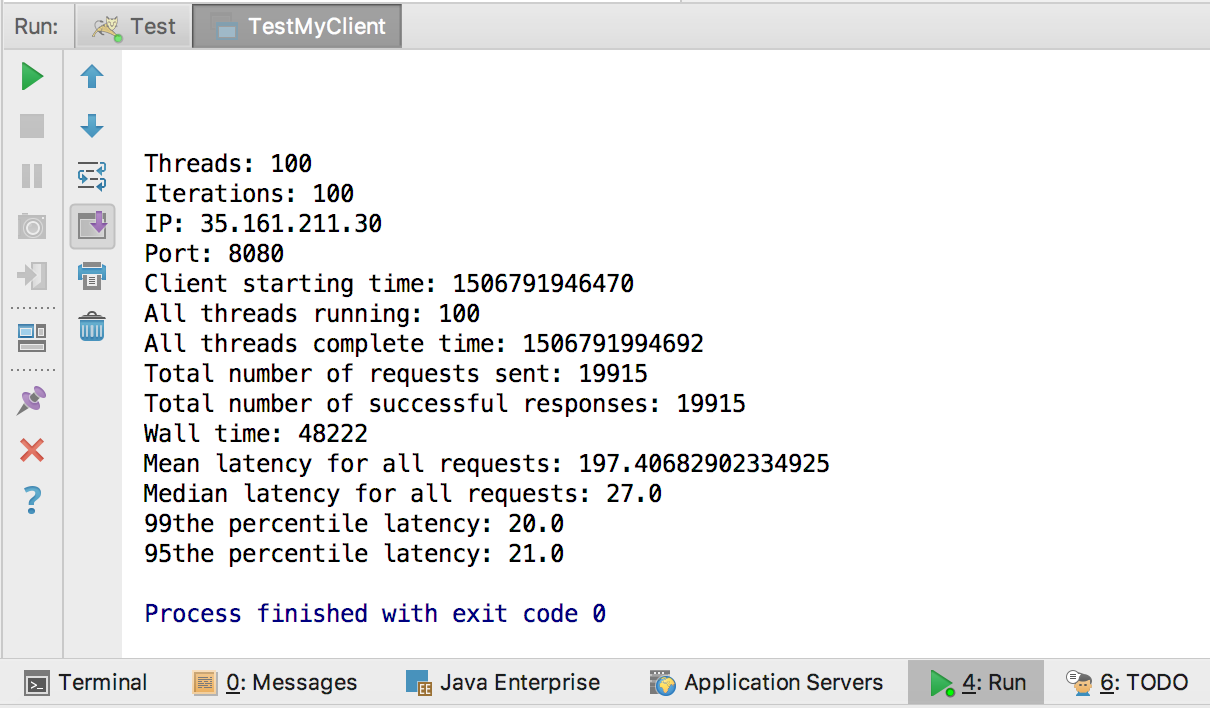 Run: Test TestMyClient
Threads: 100
Iterations: 100
IP: 35.161.211.30
Port: 8080
Client starting time: 1506791946470
All threads running: 100
All threads complete time: 1506791994692
Total number of requests sent: 19915
Total number of successful responses: 19915
Wall time: 48222
Mean latency for all requests: 197.40682902334925
Median latency for all requests: 27.0
99the percentile latency: 20.0
95the percentile latency: 21.0
Process finished with exit code 0
Terminal 0: Messages Java Enterprise Application Servers 4: Run 6: TODO